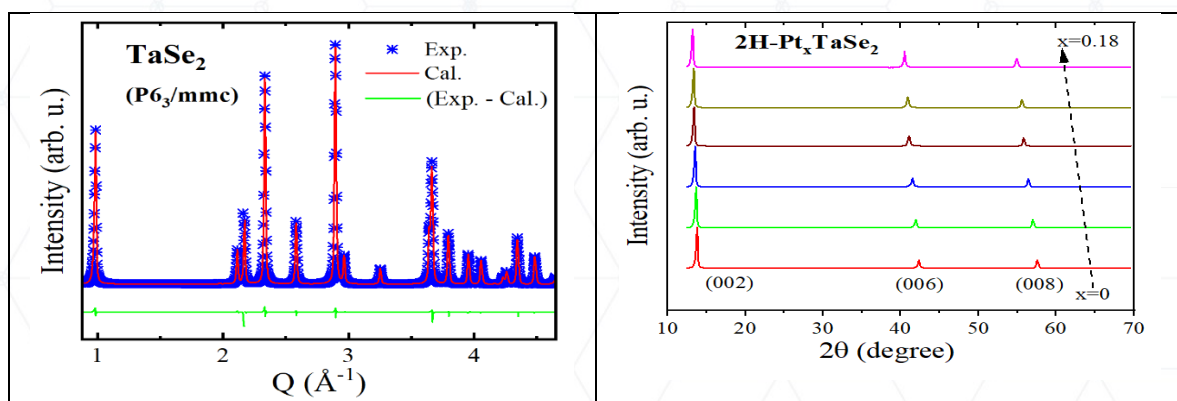 TaSe₂
(P6₃/mmc)
Exp.
Cal.
(Exp. - Cal.)
Intensity (arb. u.)
1 2 3 4
Q (Å⁻¹)
2H-PtₓTaSe₂
x=0.18
Intensity (arb. u.)
(002) (006) (008)
x=0
10 20 30 40 50 60 70
2θ (degree)